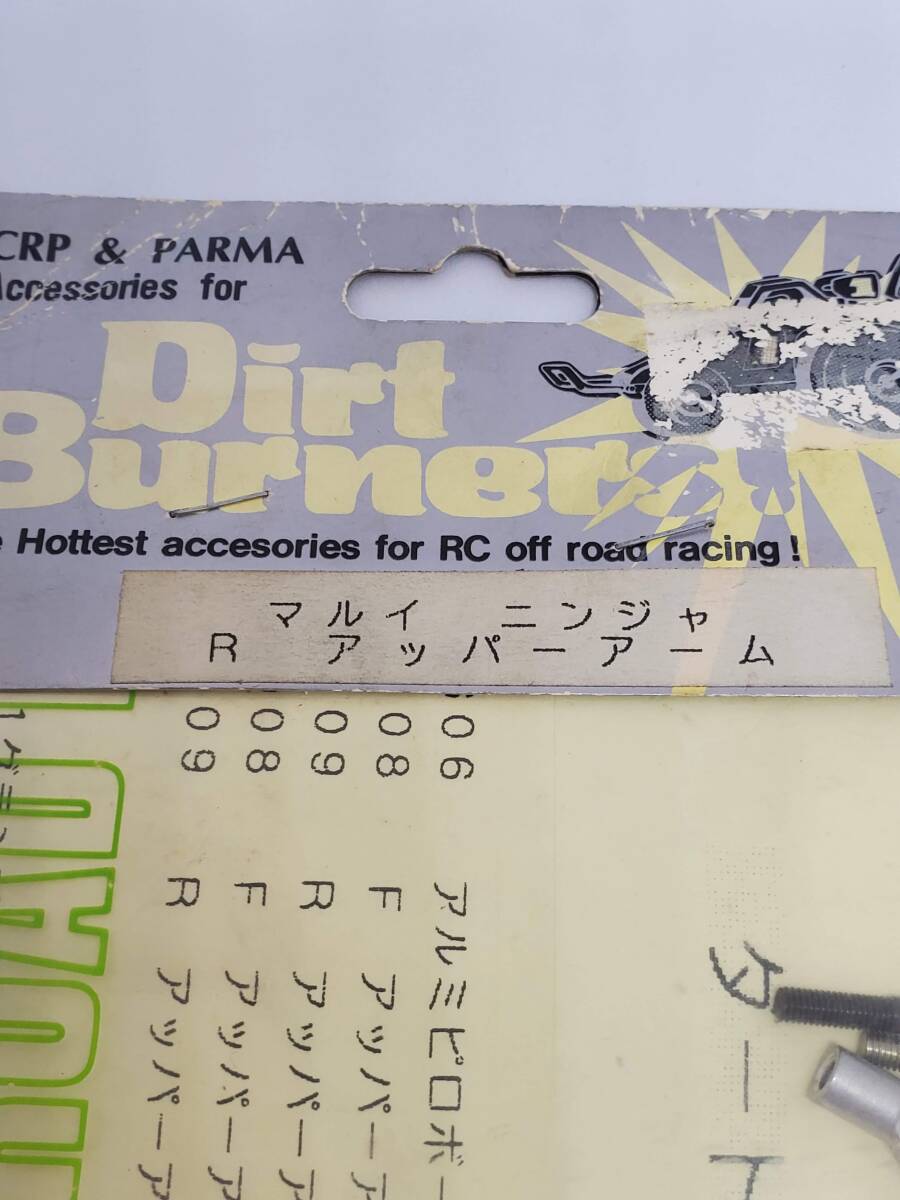 CRP & PARMA
Accessories for
Dirt
Burners
Hottest accesories for RC off road racing!
マルイ ニンジャ
R アッパーアーム
06
08
09
08
09
アルミピロボー
F アッパーア
R アッパーア
F アッパーア
R アッパーア
ROAD